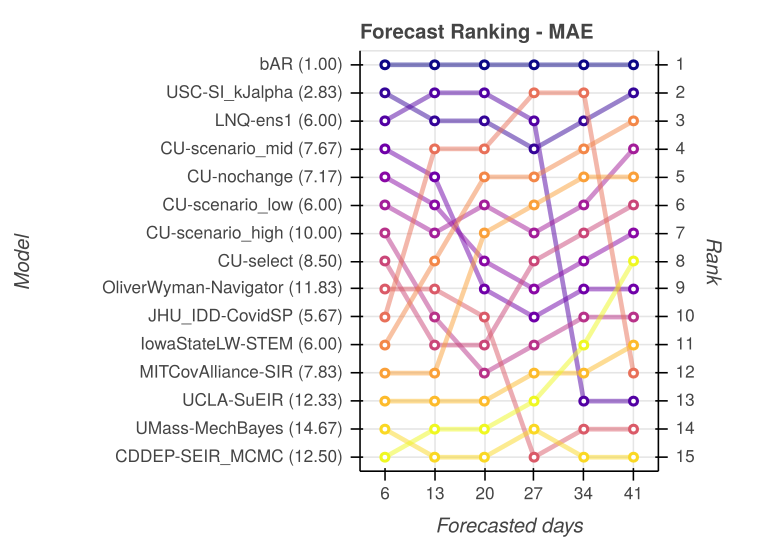 Forecast Ranking - MAE
bAR (1.00) 1
USC-SI_kJalpha (2.83) 2
LNQ-ens1 (6.00) 3
CU-scenario_mid (7.67) 4
CU-nochange (7.17) 5
CU-scenario_low (6.00) 6
CU-scenario_high (10.00) 7
CU-select (8.50) 8
OliverWyman-Navigator (11.83) 9
JHU_IDD-CovidSP (5.67) 10
IowaStateLW-STEM (6.00) 11
MITCovAlliance-SIR (7.83) 12
UCLA-SuEIR (12.33) 13
UMass-MechBayes (14.67) 14
CDDEP-SEIR_MCMC (12.50) 15
Model
Rank
6 13 20 27 34 41
Forecasted days